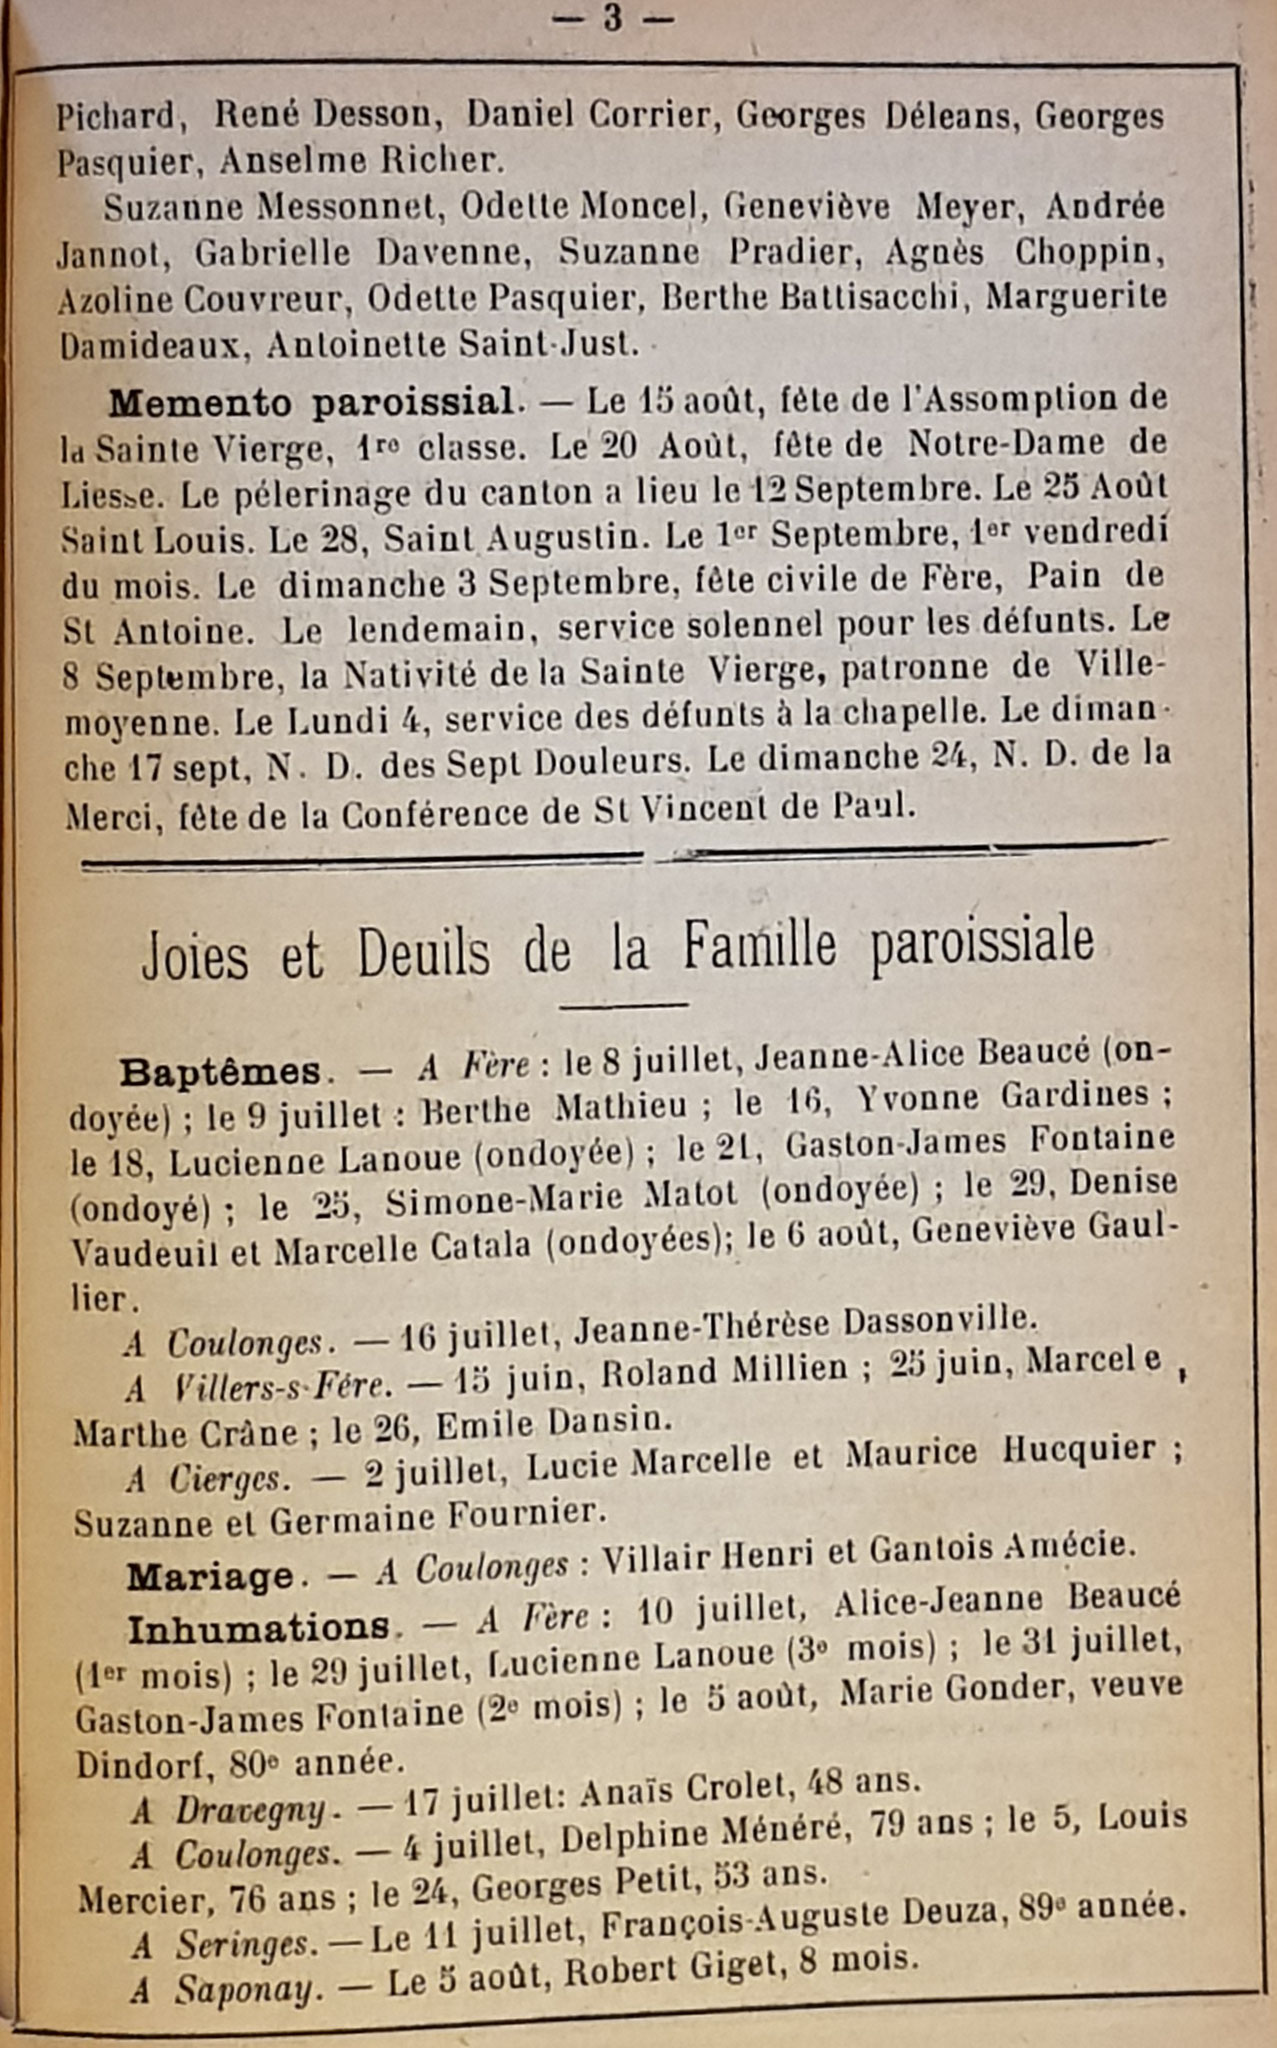 — 3 —
Pichard, René Desson, Daniel Corrier, Georges Déleans, Georges
Pasquier, Anselme Richer.
Suzanne Messonnet, Odette Moncel, Geneviève Meyer, Andrée
Jannot, Gabrielle Davenne, Suzanne Pradier, Agnès Choppin,
Azoline Couvreur, Odette Pasquier, Berthe Battisacchi, Marguerite
Damideaux, Antoinette Saint-Just.
Memento paroissial. — Le 15 août, fête de l'Assomption de
la Sainte Vierge, 1re classe. Le 20 Août, fête de Notre-Dame de
Liesse. Le pélerinage du canton a lieu le 12 Septembre. Le 25 Août
Saint Louis. Le 28, Saint Augustin. Le 1er Septembre, 1er vendredi
du mois. Le dimanche 3 Septembre, fête civile de Fère, Pain de
St Antoine. Le lendemain, service solennel pour les défunts. Le
8 Septembre, la Nativité de la Sainte Vierge, patronne de Ville-
moyenne. Le Lundi 4, service des défunts à la chapelle. Le diman-
che 17 sept, N. D. des Sept Douleurs. Le dimanche 24, N. D. de la
Merci, fête de la Conférence de St Vincent de Paul.
Joies et Deuils de la Famille paroissiale
Baptêmes. — A Fère : le 8 juillet, Jeanne-Alice Beaucé (on-
doyée) ; le 9 juillet : Berthe Mathieu ; le 16, Yvonne Gardines ;
le 18, Lucienne Lanoue (ondoyée) ; le 21, Gaston-James Fontaine
(ondoyé) ; le 25, Simone-Marie Matot (ondoyée) ; le 29, Denise
Vaudeuil et Marcelle Catala (ondoyées); le 6 août, Geneviève Gaul-
lier.
A Coulonges. — 16 juillet, Jeanne-Thérèse Dassonville.
A Villers-s-Fére. — 15 juin, Roland Millien ; 25 juin, Marcel e ,
Marthe Crâne ; le 26, Emile Dansin.
A Cierges. — 2 juillet, Lucie Marcelle et Maurice Hucquier ;
Suzanne et Germaine Fournier.
Mariage. — A Coulonges : Villair Henri et Gantois Amécie.
Inhumations. — A Fère : 10 juillet, Alice-Jeanne Beaucé
(1er mois) ; le 29 juillet, Lucienne Lanoue (3e mois) ; le 31 juillet,
Gaston-James Fontaine (2e mois) ; le 5 août, Marie Gonder, veuve
Dindorf, 80e année.
A Dravegny. — 17 juillet: Anaïs Crolet, 48 ans.
A Coulonges. — 4 juillet, Delphine Ménéré, 79 ans ; le 5, Louis
Mercier, 76 ans ; le 24, Georges Petit, 53 ans.
A Seringes. — Le 11 juillet, François-Auguste Deuza, 89e année.
A Saponay. — Le 5 août, Robert Giget, 8 mois.